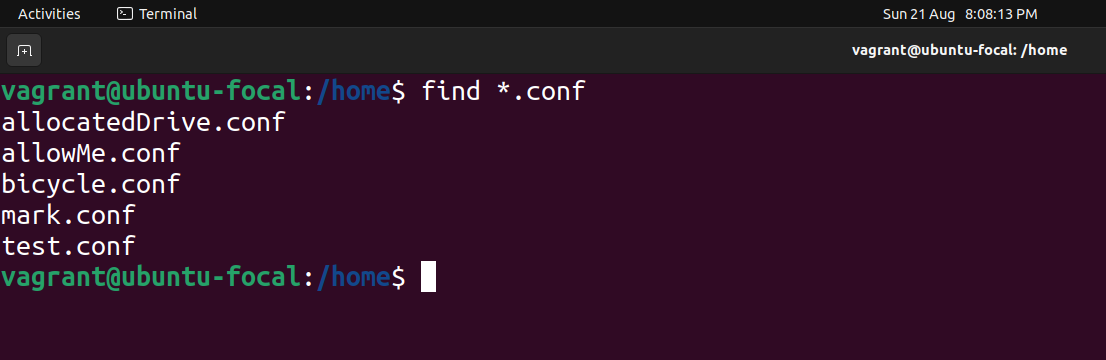 Activities Terminal Sun 21 Aug 8:08:13 PM
vagrant@ubuntu-focal: /home
vagrant@ubuntu-focal:/home$ find *.conf
allocatedDrive.conf
allowMe.conf
bicycle.conf
mark.conf
test.conf
vagrant@ubuntu-focal:/home$